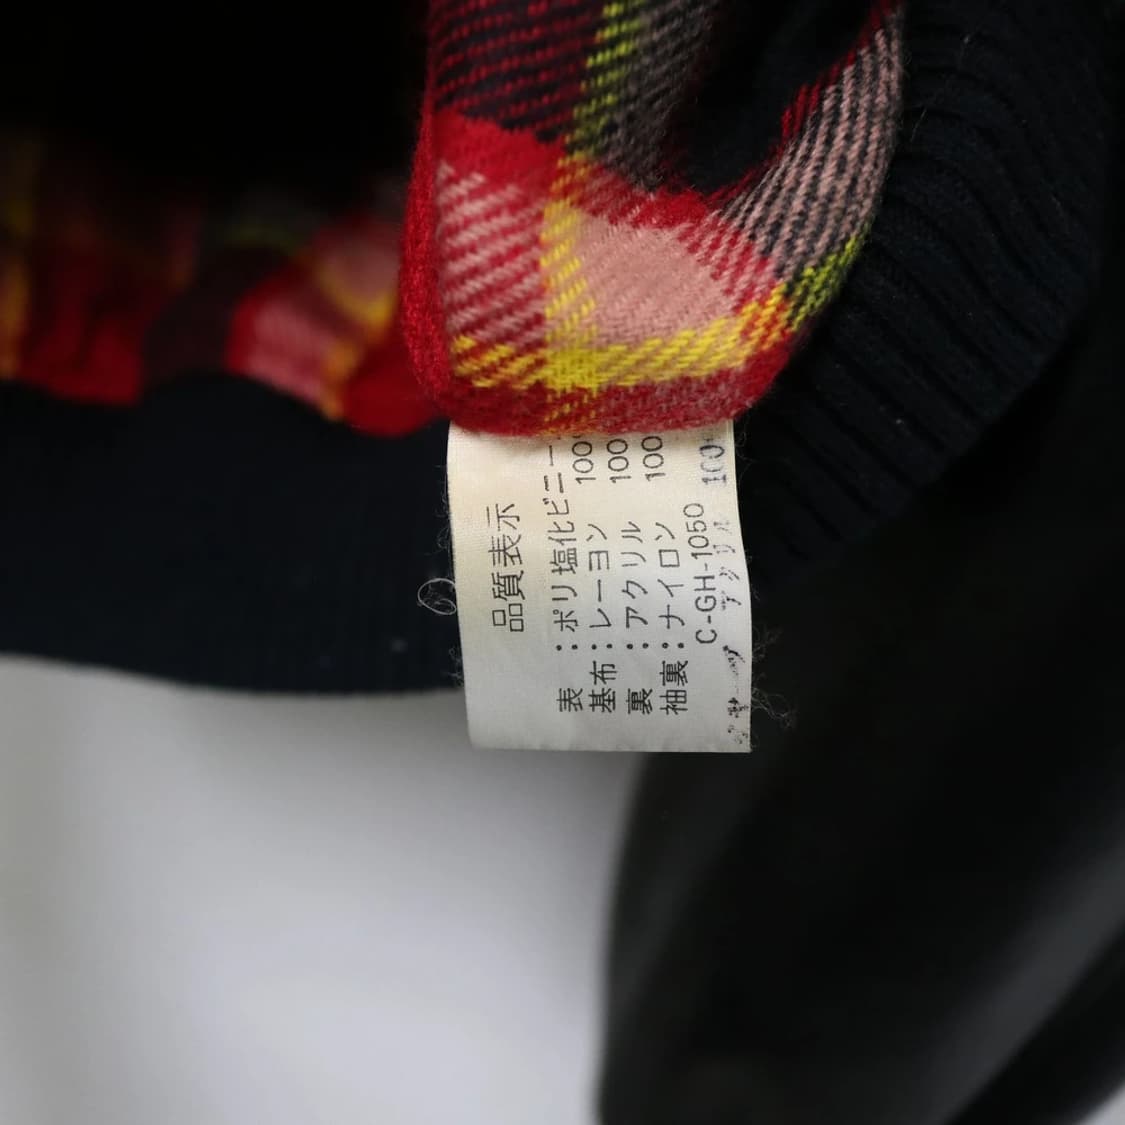 品質表示
表：ポリ塩化ビニー 100
基布：レーヨン 100
裏：アクリル 100
袖裏：ナイロン
C-GH-1050
100